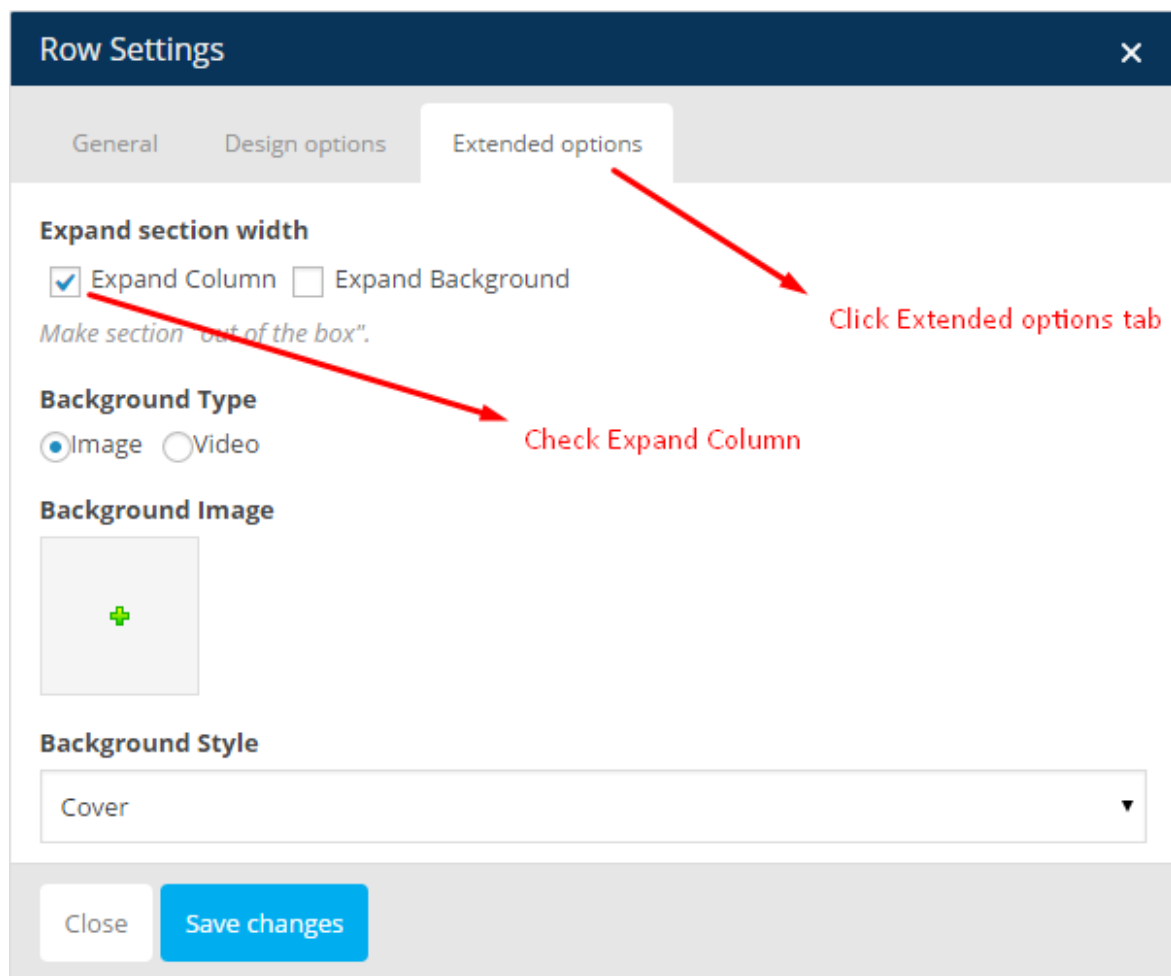 Row Settings
General Design options Extended options
Expand section width
Expand Column Expand Background
Make section "out of the box".
Click Extended options tab
Background Type
Image Video
Check Expand Column
Background Image
Background Style
Cover
Close Save changes